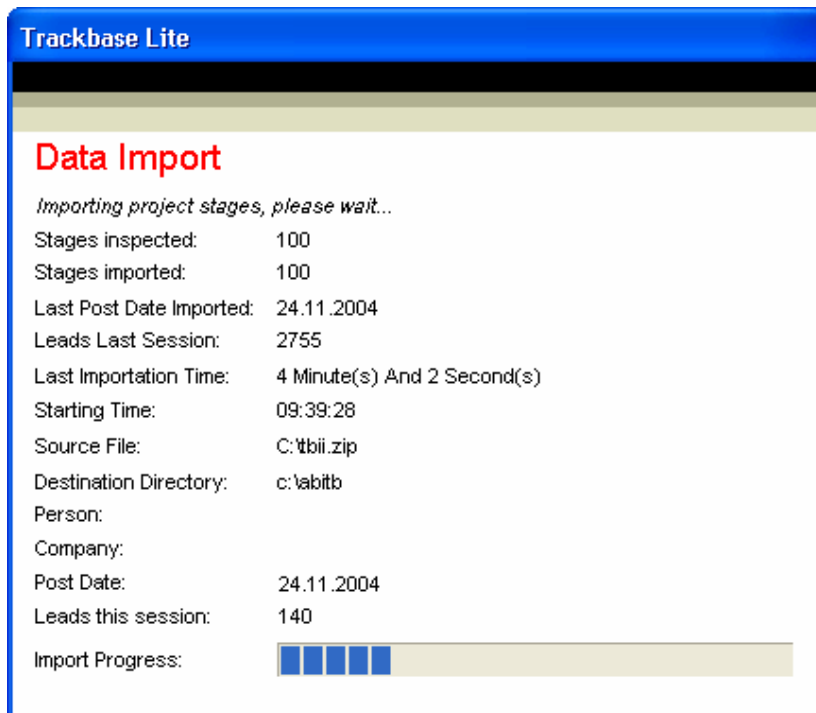 Trackbase Lite
Data Import
Importing project stages, please wait...
Stages inspected: 100
Stages imported: 100
Last Post Date Imported: 24.11.2004
Leads Last Session: 2755
Last Importation Time: 4 Minute(s) And 2 Second(s)
Starting Time: 09:39:28
Source File: C:\tbii.zip
Destination Directory: c:\abitb
Person:
Company:
Post Date: 24.11.2004
Leads this session: 140
Import Progress: